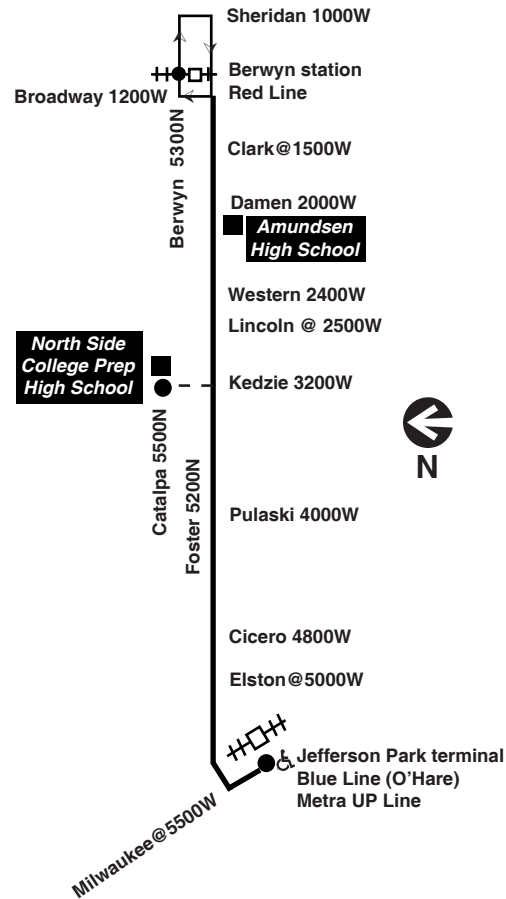 Sheridan 1000W
Berwyn station
Red Line
Broadway 1200W
Berwyn 5300N
Clark@1500W
Damen 2000W
Amundsen
High School
Western 2400W
Lincoln @ 2500W
North Side
College Prep
High School
Kedzie 3200W
Catalpa 5500N
Foster 5200N
N
Pulaski 4000W
Cicero 4800W
Elston@5000W
Jefferson Park terminal
Blue Line (O'Hare)
Metra UP Line
Milwaukee@5500W